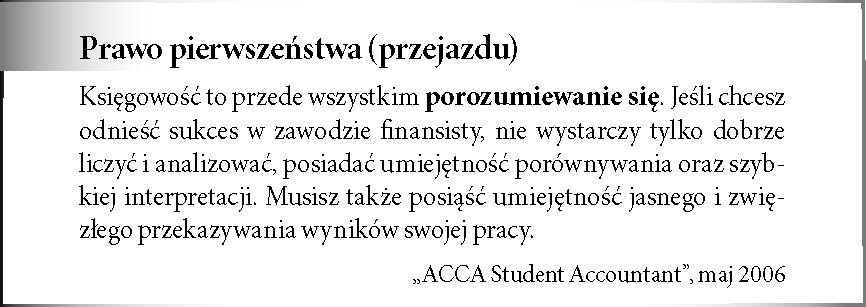 Prawo pierwszeństwa (przejazdu)
Księgowość to przede wszystkim porozumiewanie się. Jeśli chcesz
odnieść sukces w zawodzie finansisty, nie wystarczy tylko dobrze
liczyć i analizować, posiadać umiejętność porównywania oraz szyb-
kiej interpretacji. Musisz także posiąść umiejętność jasnego i zwię-
złego przekazywania wyników swojej pracy.
„ACCA Student Accountant”, maj 2006